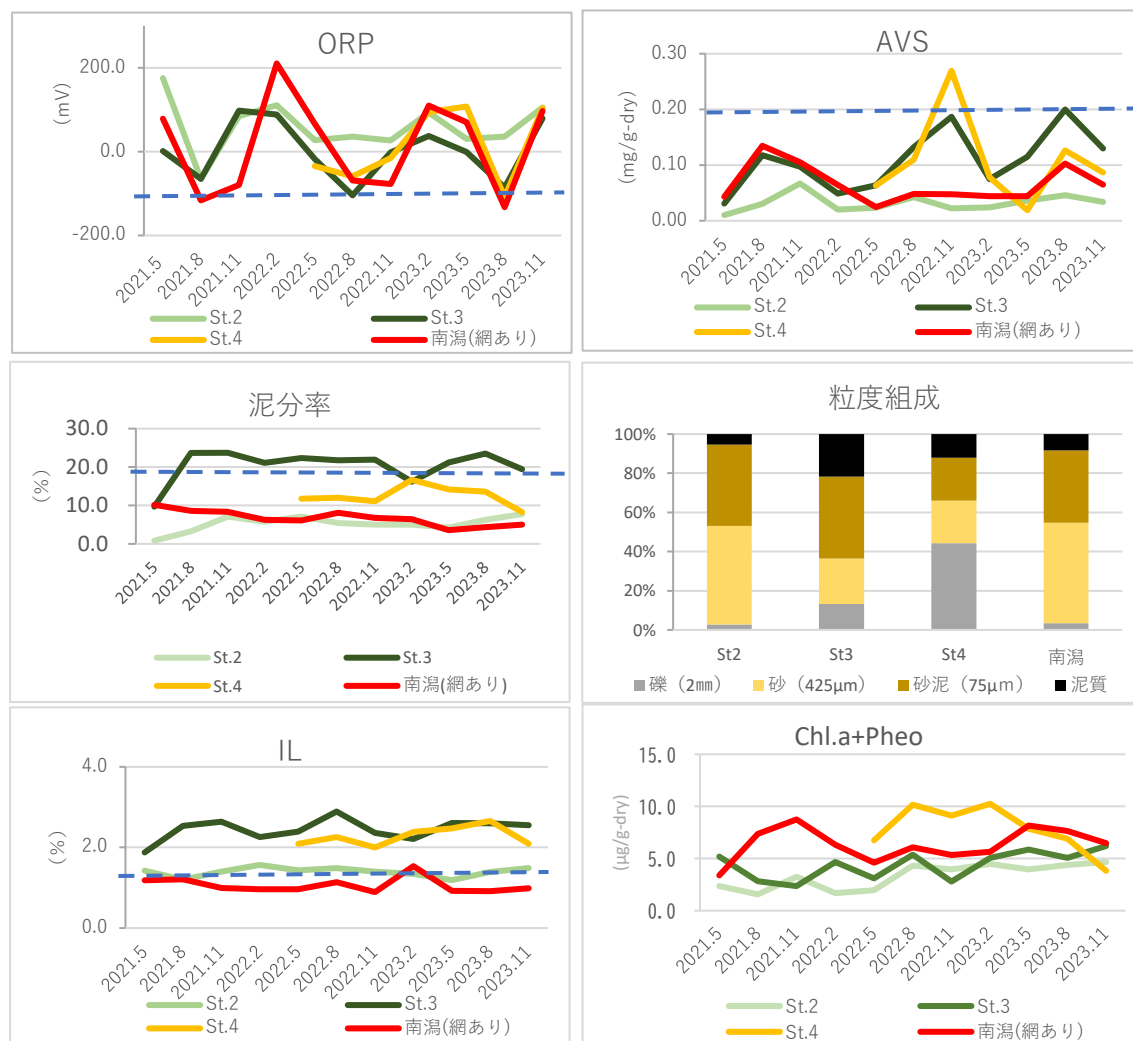 ORP
(mV)
200.0
0.0
-200.0
2021.5
2021.8
2021.11
2022.2
2022.5
2022.8
2022.11
2023.2
2023.5
2023.8
2023.11
St.2
St.3
St.4
南潟(網あり)
AVS
(mg/g-dry)
0.30
0.20
0.10
0.00
2021.5
2021.8
2021.11
2022.2
2022.5
2022.8
2022.11
2023.2
2023.5
2023.8
2023.11
St.2
St.3
St.4
南潟(網あり)
泥分率
(%)
30.0
20.0
10.0
0.0
2021.5
2021.8
2021.11
2022.2
2022.5
2022.8
2022.11
2023.2
2023.5
2023.8
2023.11
St.2
St.3
St.4
南潟(網あり)
粒度組成
100%
80%
60%
40%
20%
0%
St2
St3
St4
南潟
礫（2㎜）
砂（425μm）
砂泥（75μm）
泥質
IL
(%)
4.0
2.0
0.0
2021.5
2021.8
2021.11
2022.2
2022.5
2022.8
2022.11
2023.2
2023.5
2023.8
2023.11
St.2
St.3
St.4
南潟(網あり)
Chl.a+Pheo
(μg/g-dry)
15.0
10.0
5.0
0.0
2021.5
2021.8
2021.11
2022.2
2022.5
2022.8
2022.11
2023.2
2023.5
2023.8
2023.11
St.2
St.3
St.4
南潟(網あり)